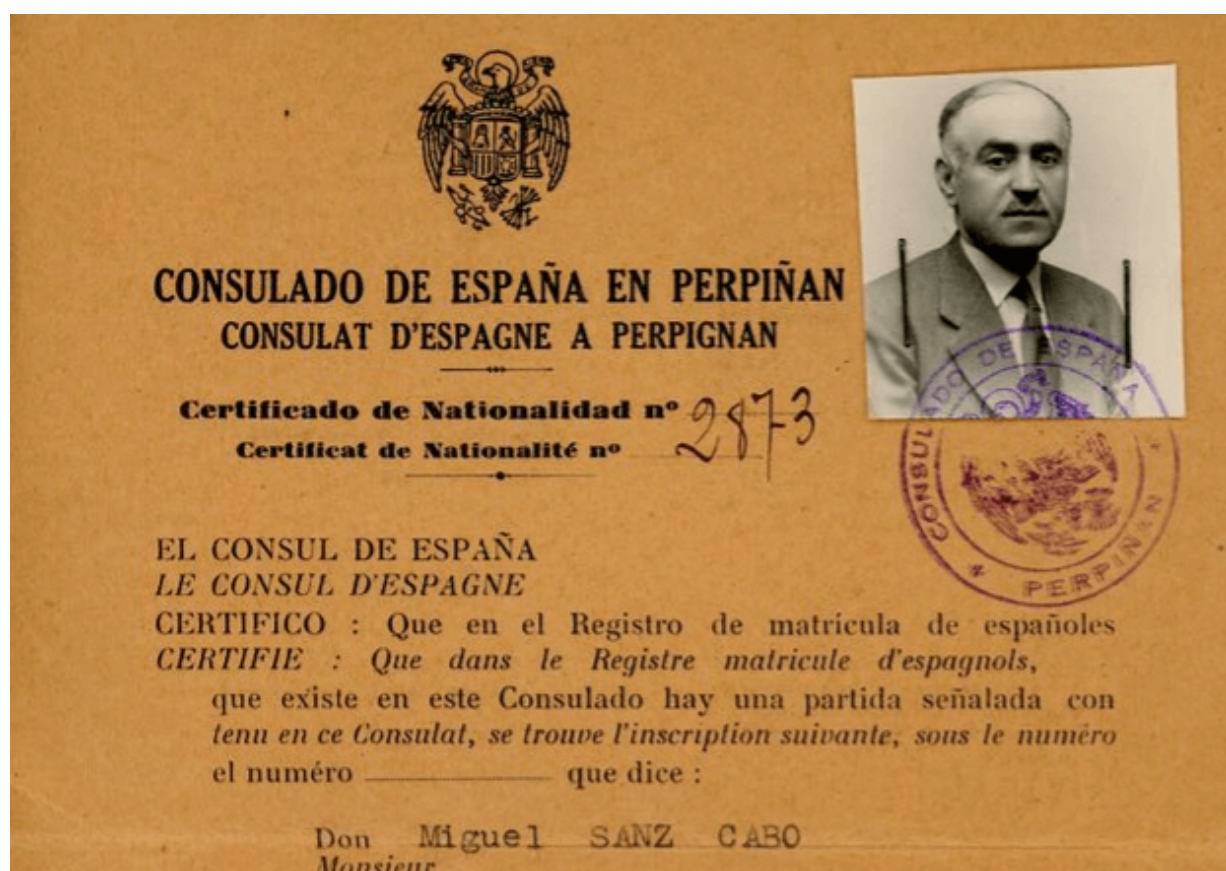 CONSULADO DE ESPAÑA EN PERPIÑAN
CONSULAT D'ESPAGNE A PERPIGNAN
Certificado de Nationalidad nº 2873
Certificat de Nationalité nº
CONSULADO DE ESPAÑA
* PERPIÑAN *
EL CONSUL DE ESPAÑA
LE CONSUL D'ESPAGNE
CERTIFICO : Que en el Registro de matrícula de españoles
CERTIFIE : Que dans le Registre matricule d'espagnols,
que existe en este Consulado hay una partida señalada con
tenu en ce Consulat, se trouve l'inscription suivante, sous le numéro
el numéro que dice :
Don Miguel SANZ CABO
Monsieur